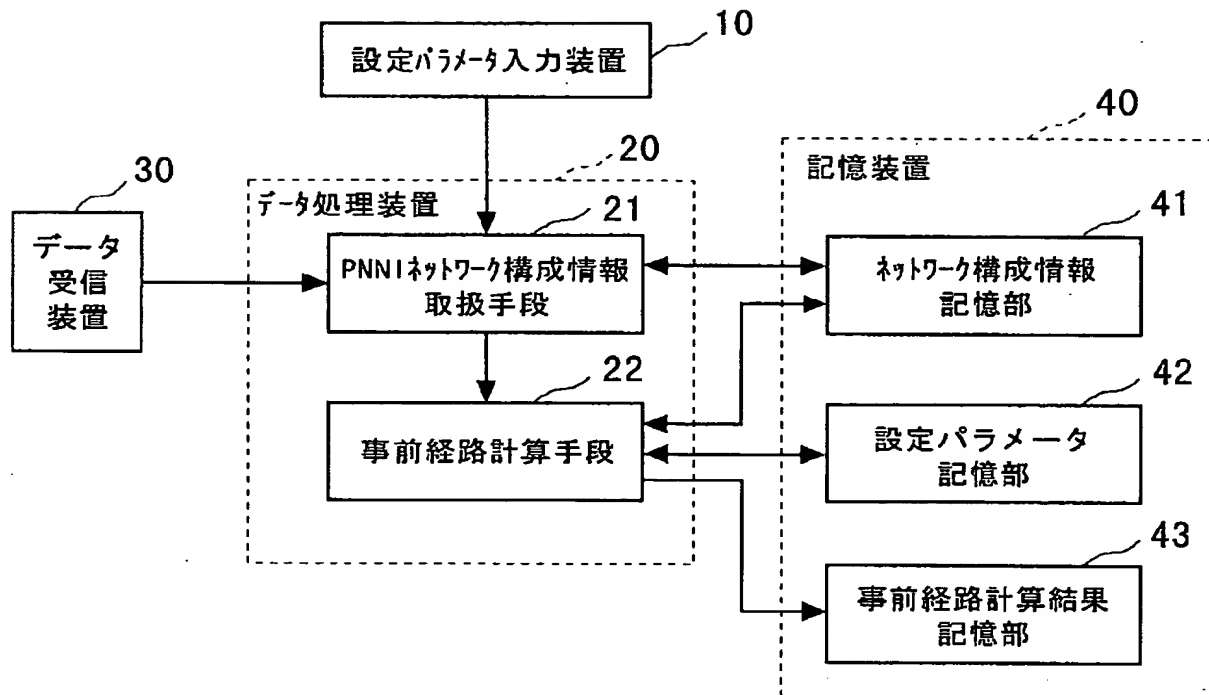 10
設定パラメータ入力装置
40
20
30
記憶装置
データ処理装置
21
41
データ
受信
装置
PNNIネットワーク構成情報
取扱手段
ネットワーク構成情報
記憶部
22
42
事前経路計算手段
設定パラメータ
記憶部
43
事前経路計算結果
記憶部